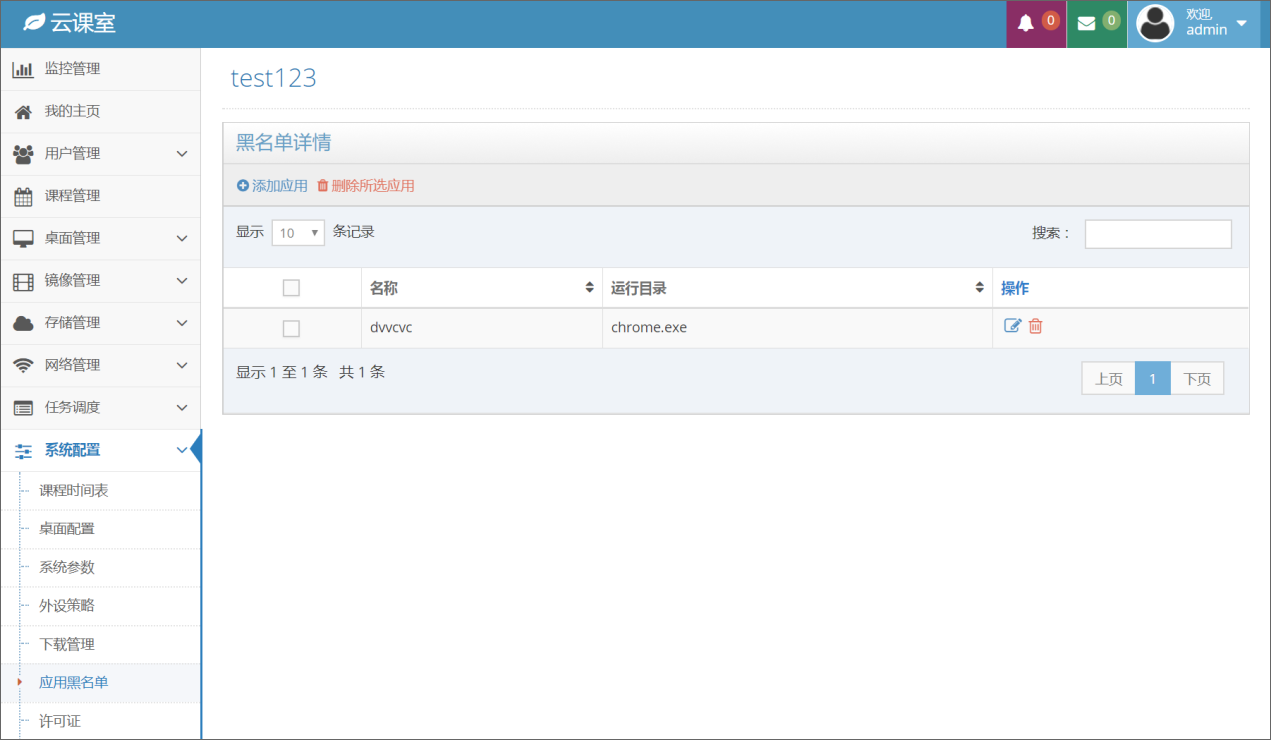 云课室
0
0
欢迎,
admin
监控管理
我的主页
用户管理
课程管理
桌面管理
镜像管理
存储管理
网络管理
任务调度
系统配置
课程时间表
桌面配置
系统参数
外设策略
下载管理
应用黑名单
许可证
test123
黑名单详情
添加应用 删除所选应用
显示 10 条记录 搜索：
名称 运行目录 操作
dvvcvc chrome.exe
显示 1 至 1 条 共 1 条
上页 1 下页